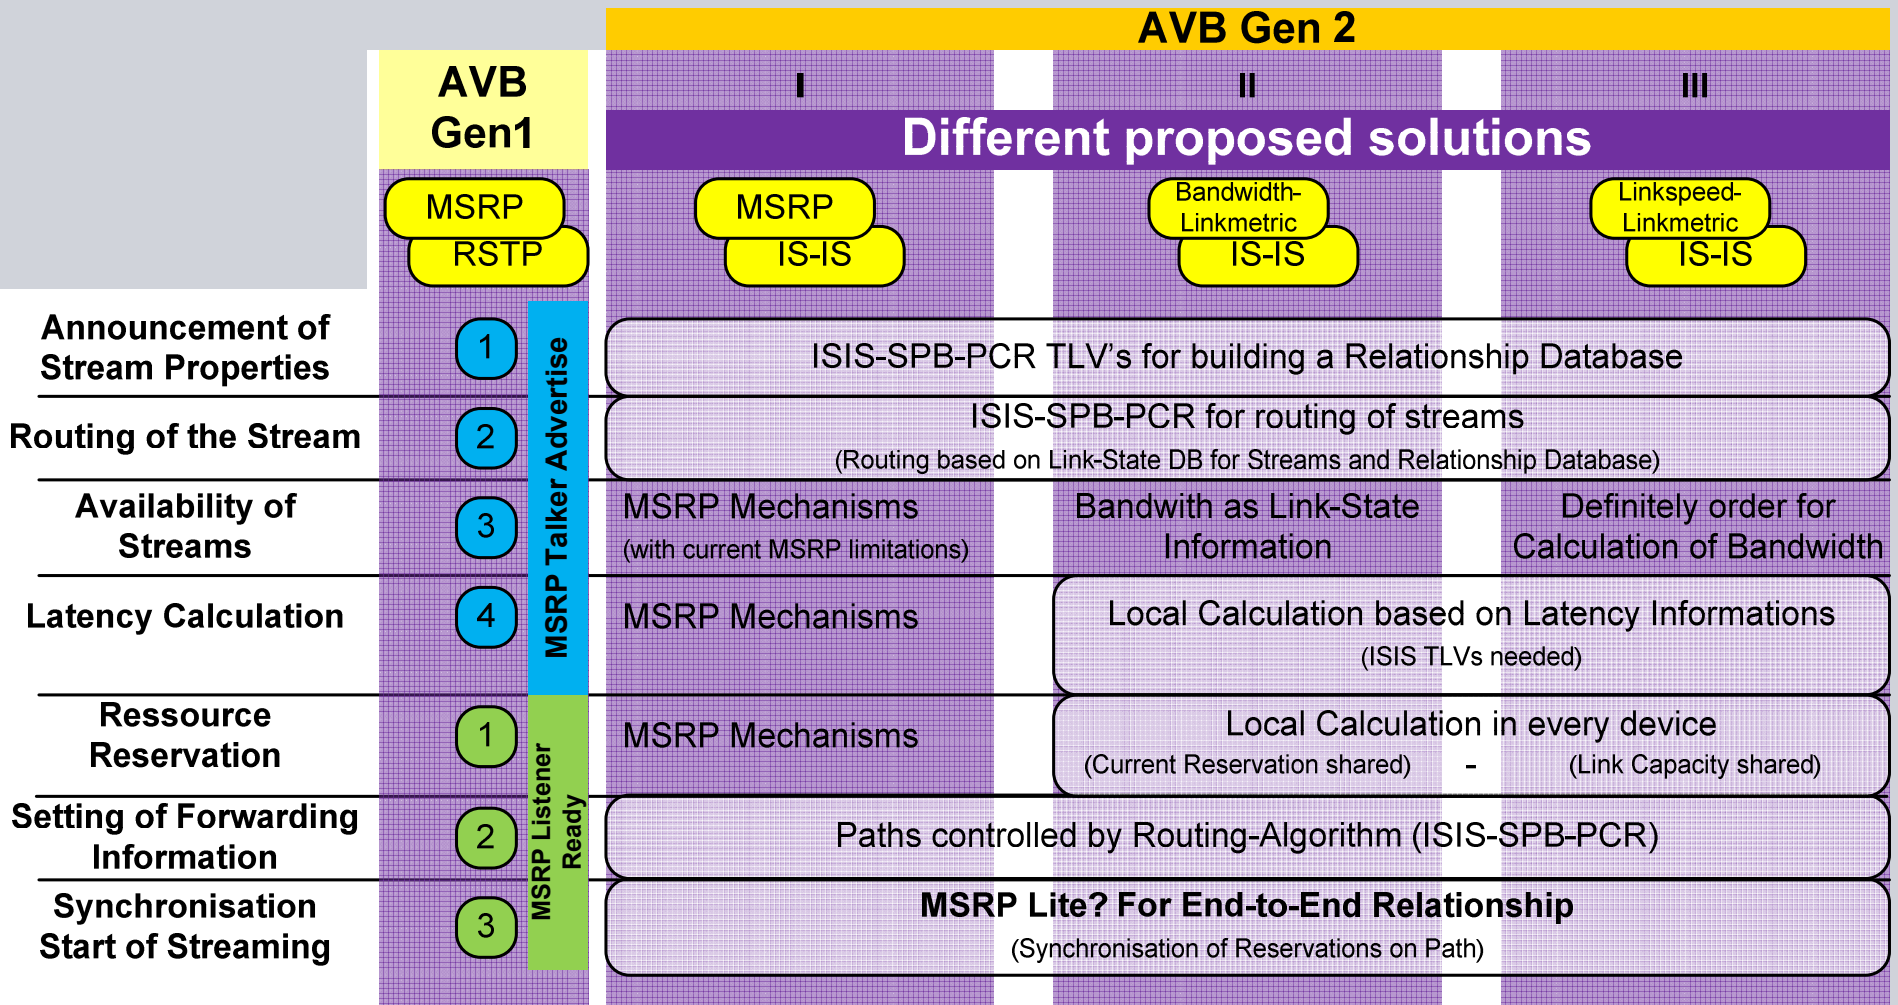 AVB Gen 2
AVB
Gen1
I
II
III
Different proposed solutions
MSRP
RSTP
MSRP
IS-IS
Bandwidth-
Linkmetric
IS-IS
Linkspeed-
Linkmetric
IS-IS
MSRP Talker Advertise
Announcement of
Stream Properties
1
ISIS-SPB-PCR TLV’s for building a Relationship Database
Routing of the Stream
2
ISIS-SPB-PCR for routing of streams
(Routing based on Link-State DB for Streams and Relationship Database)
Availability of
Streams
3
MSRP Mechanisms
(with current MSRP limitations)
Bandwith as Link-State
Information
Definitely order for
Calculation of Bandwidth
Latency Calculation
4
MSRP Mechanisms
Local Calculation based on Latency Informations
(ISIS TLVs needed)
MSRP Listener
Ready
Ressource
Reservation
1
MSRP Mechanisms
Local Calculation in every device
(Current Reservation shared) - (Link Capacity shared)
Setting of Forwarding
Information
2
Paths controlled by Routing-Algorithm (ISIS-SPB-PCR)
Synchronisation
Start of Streaming
3
MSRP Lite? For End-to-End Relationship
(Synchronisation of Reservations on Path)